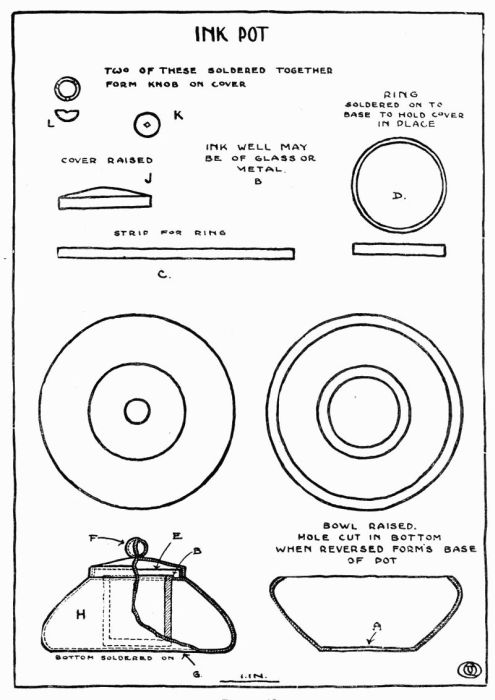 INK POT
TWO OF THESE SOLDERED TOGETHER
FORM KNOB ON COVER
L
K
RING
SOLDERED ON TO
BASE TO HOLD COVER
IN PLACE
INK WELL MAY
BE OF GLASS OR
METAL.
B
COVER RAISED
J
D.
STRIP FOR RING
C.
BOWL RAISED.
HOLE CUT IN BOTTOM
WHEN REVERSED FORMS BASE
OF POT
F
E
B
H
A
BOTTOM SOLDERED ON
G.
1.IN.